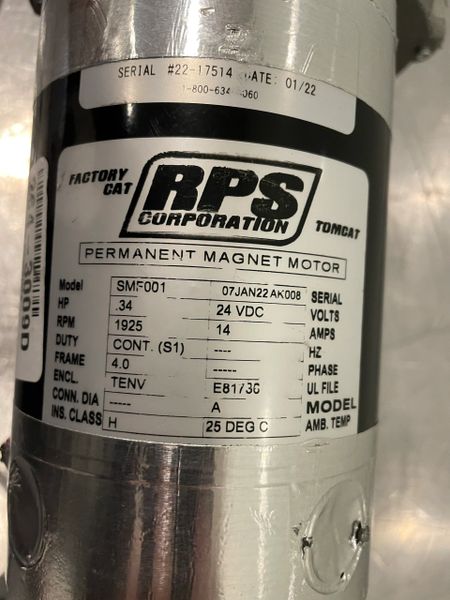 SERIAL #22-17514 DATE: 01/22
FACTORY CAT
RPS
CORPORATION
TOMCAT
PERMANENT MAGNET MOTOR
Model SMF001 07JAN22 AK008 SERIAL
HP .34 24 VDC VOLTS
RPM 1925 14 AMPS
DUTY CONT. (S1) ---- HZ
FRAME 4.0 ---- PHASE
ENCL. TENV UL FILE
CONN. DIA ----- A MODEL
INS. CLASS H 25 DEG C AMB. TEMP